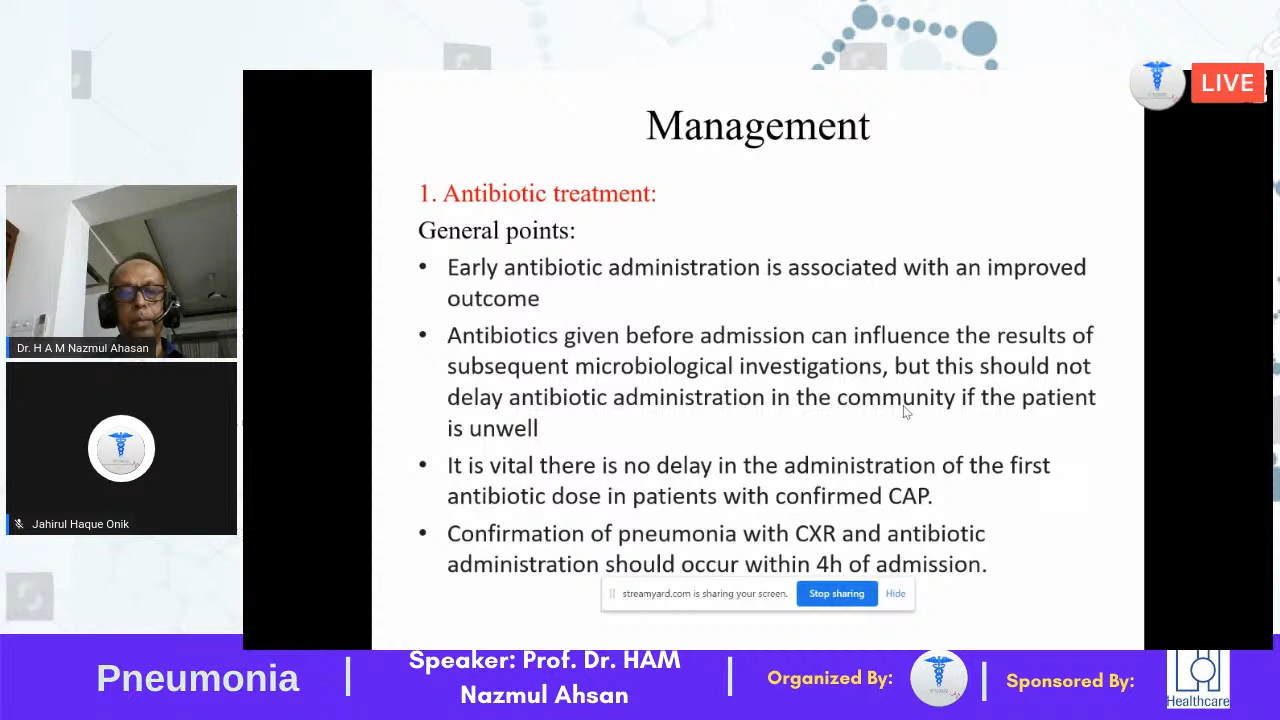 LIVE
Management
1. Antibiotic treatment:
General points:
• Early antibiotic administration is associated with an improved
outcome
• Antibiotics given before admission can influence the results of
subsequent microbiological investigations, but this should not
delay antibiotic administration in the community if the patient
is unwell
• It is vital there is no delay in the administration of the first
antibiotic dose in patients with confirmed CAP.
• Confirmation of pneumonia with CXR and antibiotic
administration should occur within 4h of admission.
streamyard.com is sharing your screen.
Stop sharing
Hide
Dr. H A M Nazmul Ahasan
Jahirul Haque Onik
Pneumonia
Speaker: Prof. Dr. HAM
Nazmul Ahsan
Organized By:
Sponsored By:
Healthcare